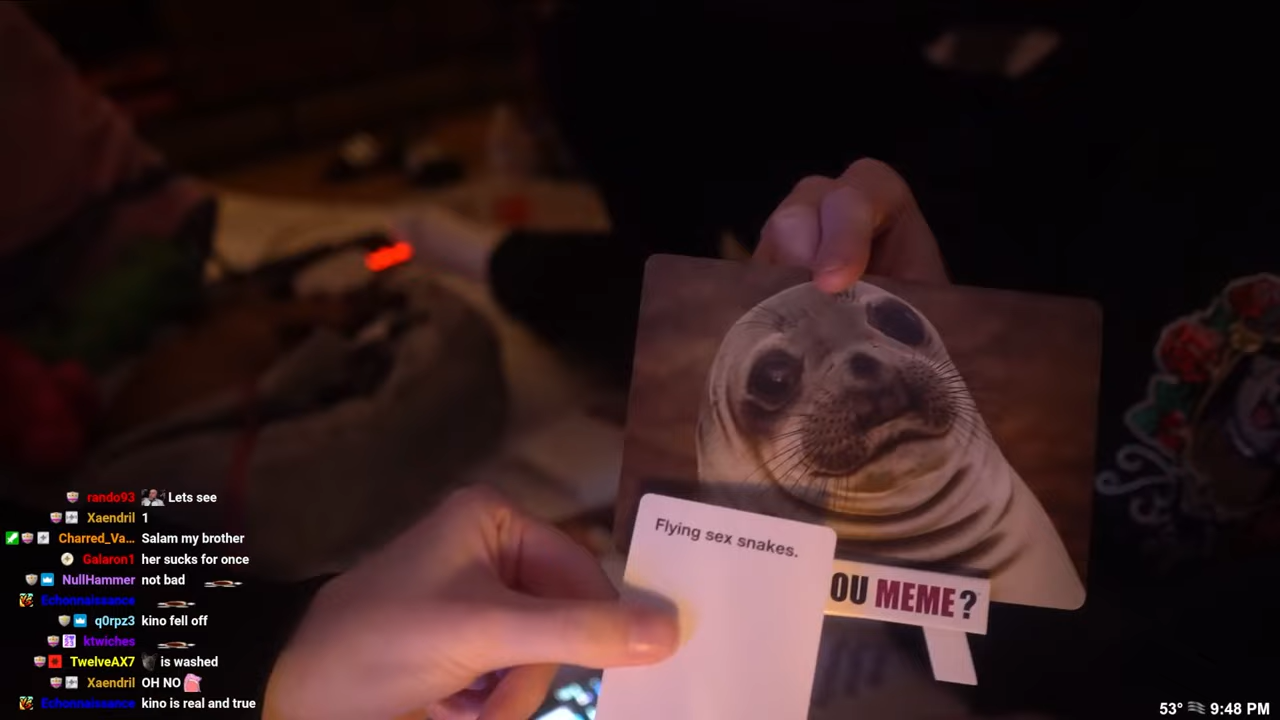 Flying sex snakes.
OU MEME?
rando93 Lets see
Xaendril 1
Charred_Va... Salam my brother
Galaron1 her sucks for once
NullHammer not bad
Echonnaissance
q0rpz3 kino fell off
ktwiches
TwelveAX7 is washed
Xaendril OH NO
Echonnaissance kino is real and true
53° 9:48 PM